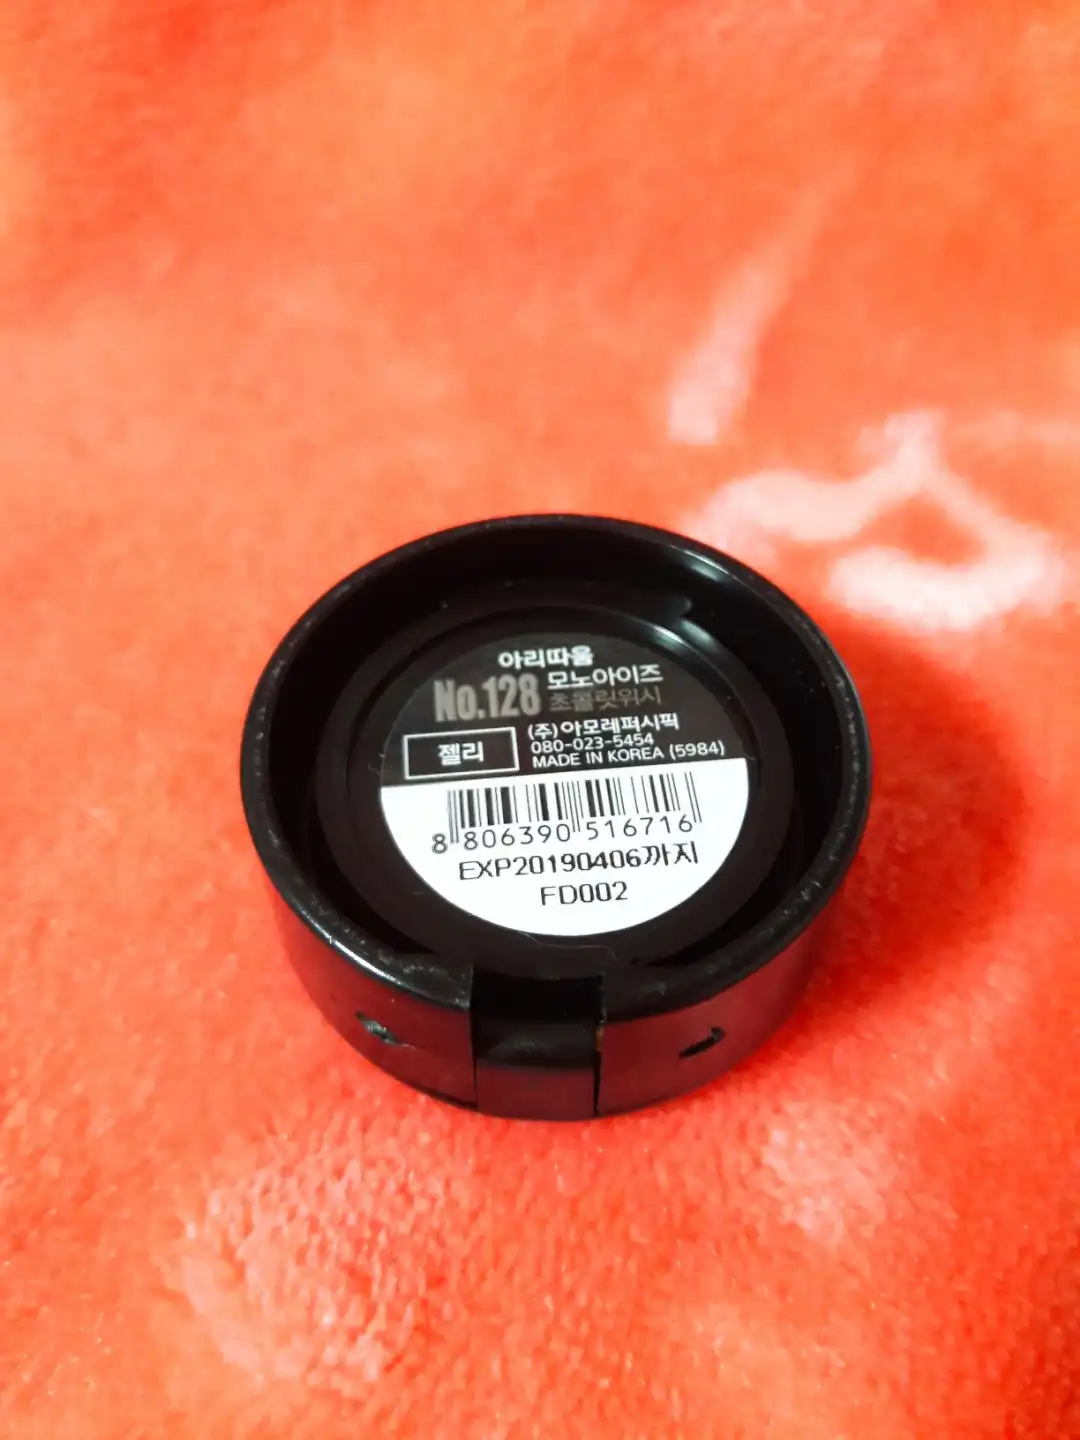 아리따움
No.128 모노아이즈
초콜릿위시
젤리
(주)아모레퍼시픽
080-023-5454
MADE IN KOREA (5984)
8 806390 516716
EXP20190406까지
FD002